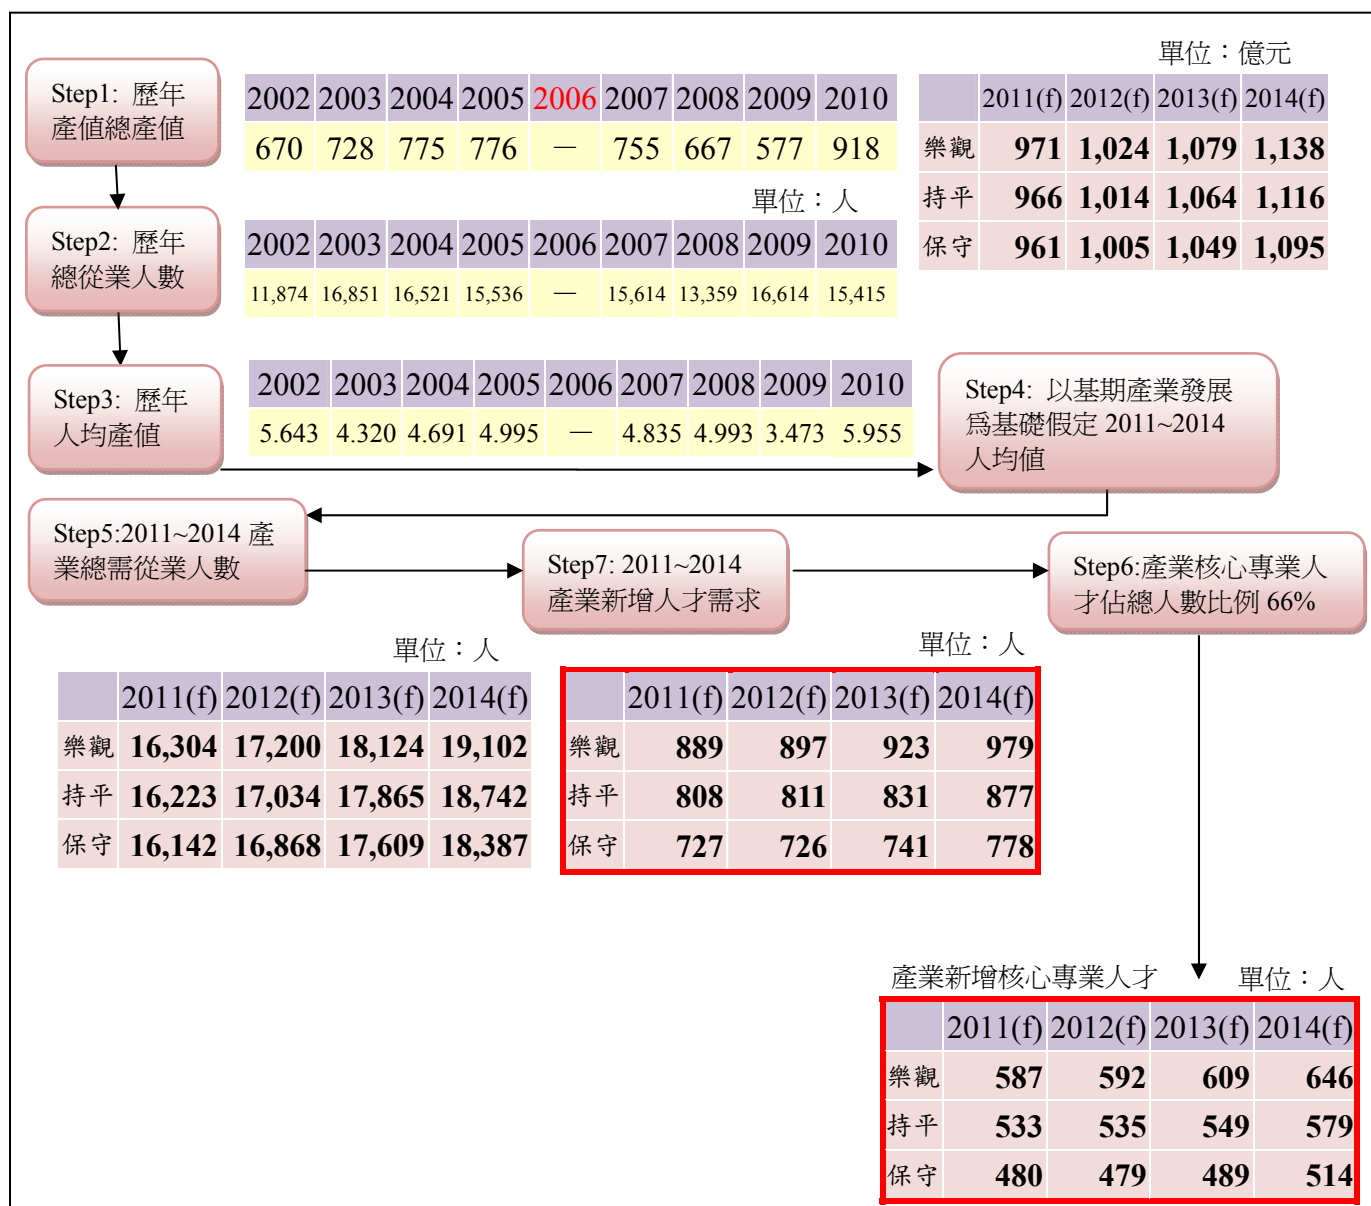 單位：億元
Step1: 歷年
產值總產值
2002 2003 2004 2005 2006 2007 2008 2009 2010
670 728 775 776 － 755 667 577 918
2011(f) 2012(f) 2013(f) 2014(f)
樂觀 971 1,024 1,079 1,138
持平 966 1,014 1,064 1,116
保守 961 1,005 1,049 1,095
單位：人
Step2: 歷年
總從業人數
2002 2003 2004 2005 2006 2007 2008 2009 2010
11,874 16,851 16,521 15,536 － 15,614 13,359 16,614 15,415
Step3: 歷年
人均產值
2002 2003 2004 2005 2006 2007 2008 2009 2010
5.643 4.320 4.691 4.995 － 4.835 4.993 3.473 5.955
Step4: 以基期產業發展
為基礎假定 2011~2014
人均值
Step5:2011~2014 產
業總需從業人數
Step7: 2011~2014
產業新增人才需求
Step6:產業核心專業人
才佔總人數比例 66%
單位：人
2011(f) 2012(f) 2013(f) 2014(f)
樂觀 16,304 17,200 18,124 19,102
持平 16,223 17,034 17,865 18,742
保守 16,142 16,868 17,609 18,387
單位：人
2011(f) 2012(f) 2013(f) 2014(f)
樂觀 889 897 923 979
持平 808 811 831 877
保守 727 726 741 778
產業新增核心專業人才 單位：人
2011(f) 2012(f) 2013(f) 2014(f)
樂觀 587 592 609 646
持平 533 535 549 579
保守 480 479 489 514